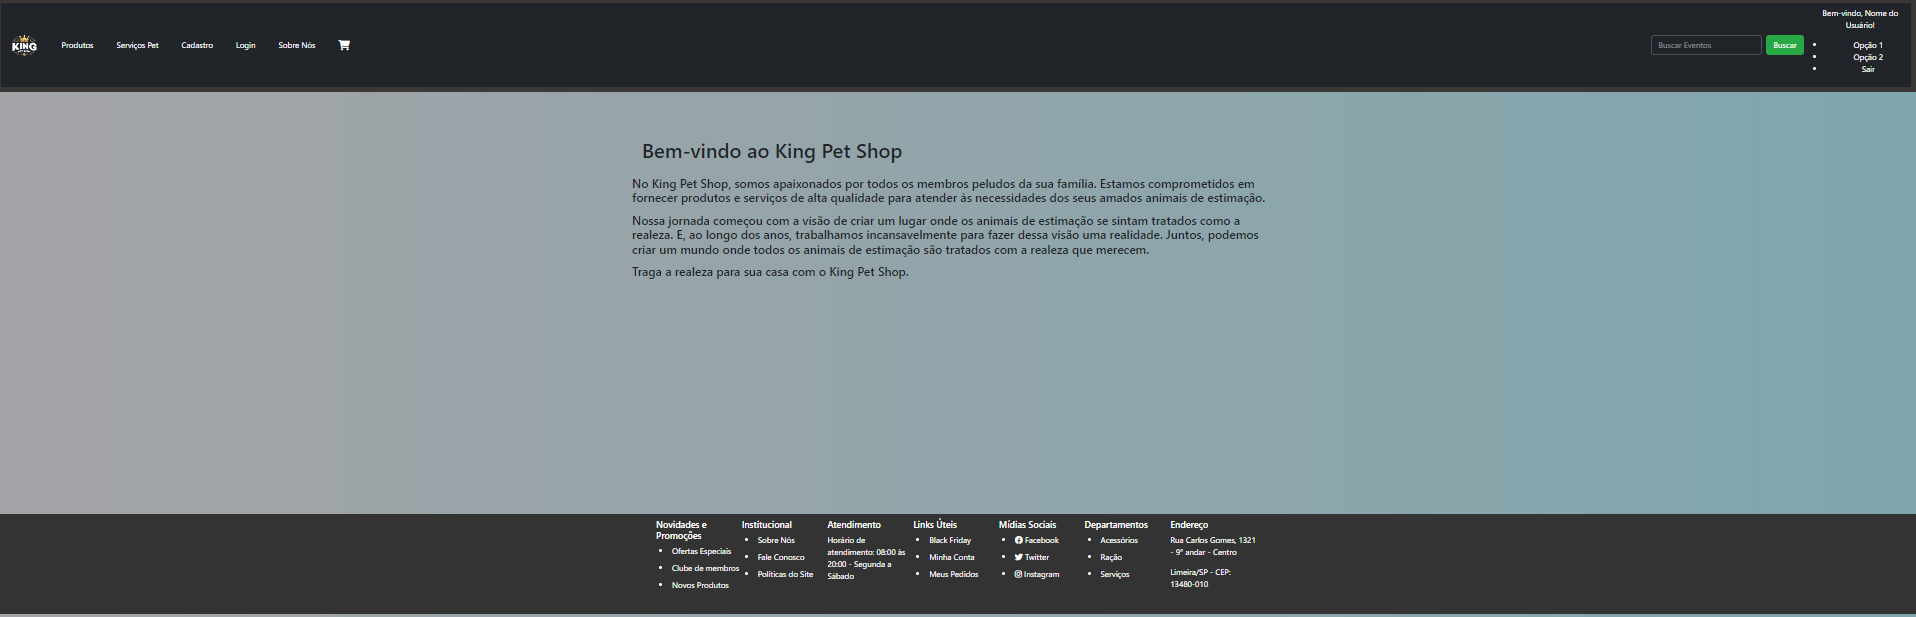 KING
Produtos
Serviços Pet
Cadastro
Login
Sobre Nós
Buscar Eventos
Buscar
Bem-vindo, Nome do
Usuário!
Opção 1
Opção 2
Sair
Bem-vindo ao King Pet Shop
No King Pet Shop, somos apaixonados por todos os membros peludos da sua família. Estamos comprometidos em
fornecer produtos e serviços de alta qualidade para atender às necessidades dos seus amados animais de estimação.
Nossa jornada começou com a visão de criar um lugar onde os animais de estimação se sintam tratados como a
realeza. E, ao longo dos anos, trabalhamos incansavelmente para fazer dessa visão uma realidade. Juntos, podemos
criar um mundo onde todos os animais de estimação são tratados com a realeza que merecem.
Traga a realeza para sua casa com o King Pet Shop.
Novidades e
Promoções
Ofertas Especiais
Clube de membros
Novos Produtos
Institucional
Sobre Nós
Fale Conosco
Políticas do Site
Atendimento
Horário de
atendimento: 08:00 às
20:00 - Segunda a
Sábado
Links Úteis
Black Friday
Minha Conta
Meus Pedidos
Mídias Sociais
Facebook
Twitter
Instagram
Departamentos
Acessórios
Ração
Serviços
Endereço
Rua Carlos Gomes, 1321
- 9º andar - Centro
Limeira/SP - CEP:
13480-010